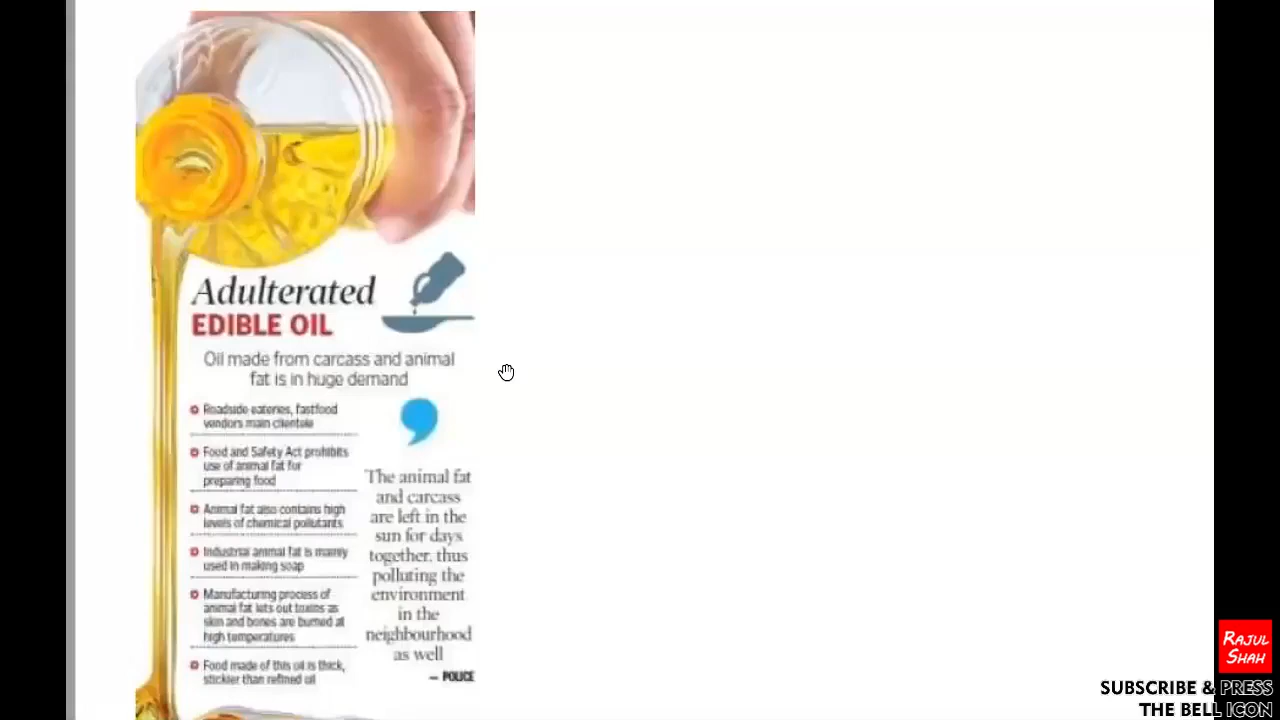 Adulterated
EDIBLE OIL
Oil made from carcass and animal
fat is in huge demand
Roadside eateries, fastfood
vendors main clientele
Food and Safety Act prohibits
use of animal fat for
preparing food
Animal fat also contains high
levels of chemical pollutants
Industrial animal fat is mainly
used in making soap
Manufacturing process of
animal fat lets out toxins as
skin and bones are burned at
high temperatures
Food made of this oil is thick,
stickier than refined oil
The animal fat
and carcass
are left in the
sun for days
together, thus
polluting the
environment
in the
neighbourhood
as well
— POLICE
RAJUL
SHAH
SUBSCRIBE & PRESS
THE BELL ICON